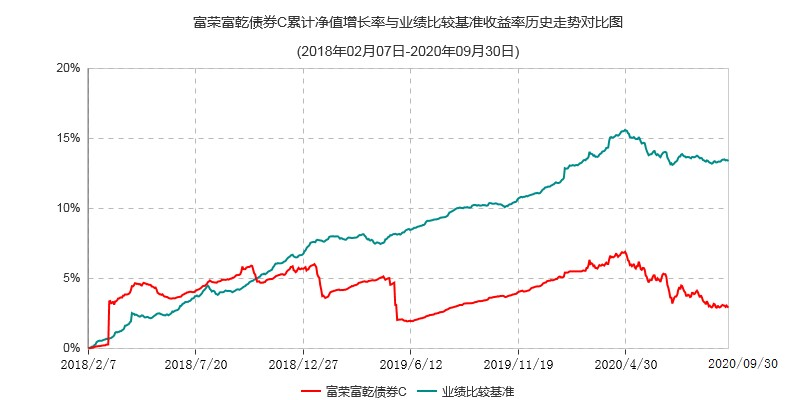 富荣富乾债券C累计净值增长率与业绩比较基准收益率历史走势对比图
(2018年02月07日-2020年09月30日)
20%
15%
10%
5%
0%
2018/2/7 2018/7/20 2018/12/27 2019/6/12 2019/11/19 2020/4/30 2020/09/30
富荣富乾债券C 业绩比较基准